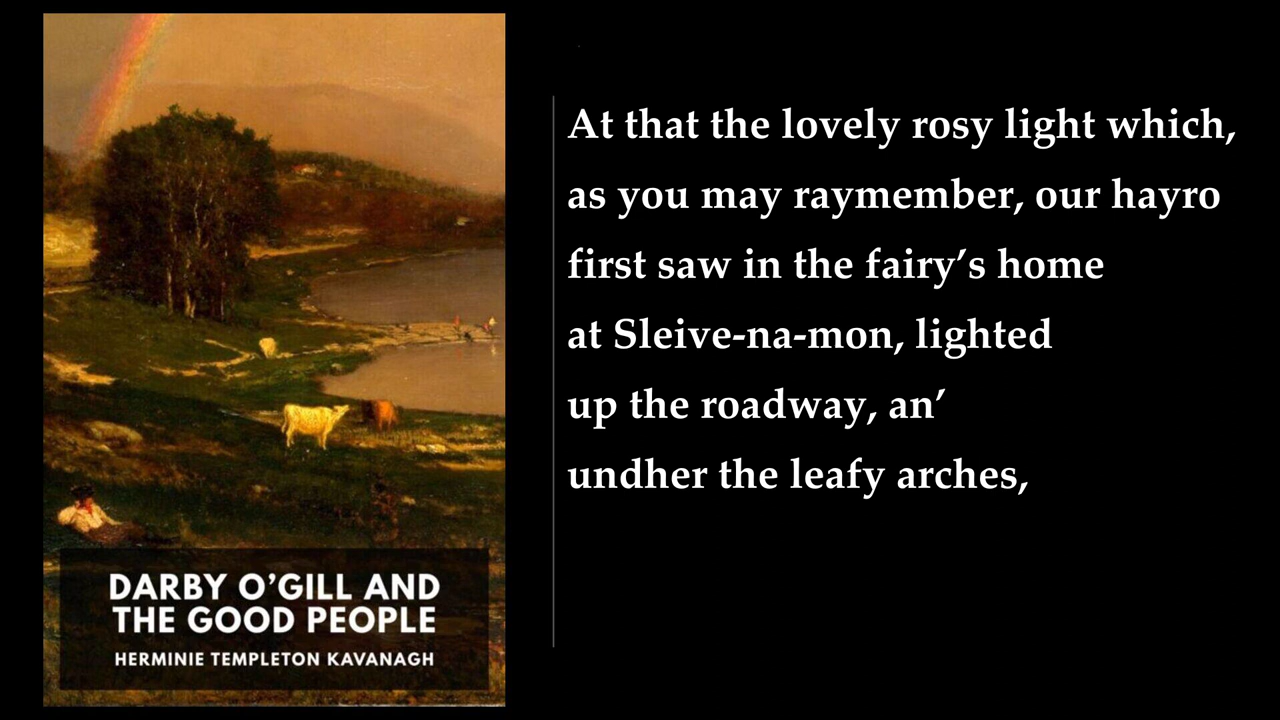 DARBY O’GILL AND
THE GOOD PEOPLE
HERMINIE TEMPLETON KAVANAGH
At that the lovely rosy light which,
as you may raymember, our hayro
first saw in the fairy’s home
at Sleive-na-mon, lighted
up the roadway, an’
undher the leafy arches,